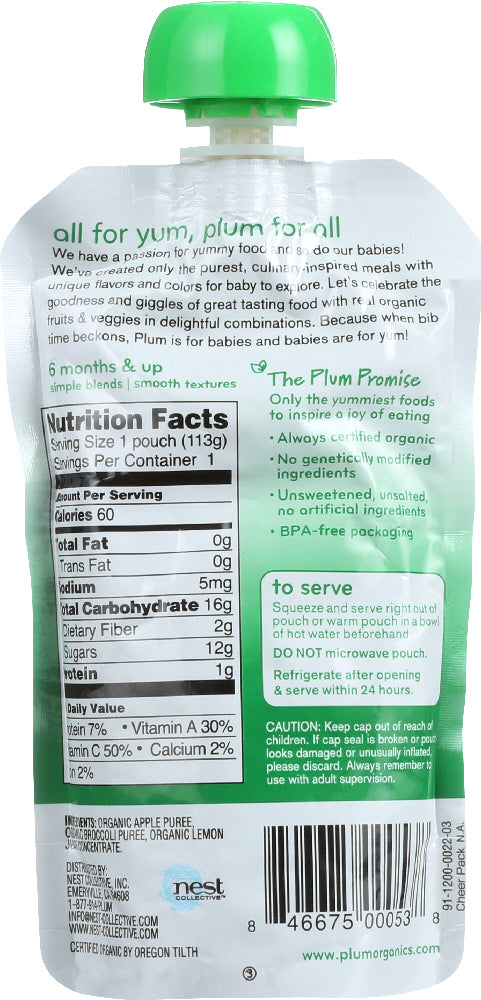 all for yum, plum for all
We have a passion for yummy food and so do our babies!
We've created only the purest, culinary-inspired meals with
unique flavors and colors for baby to explore. Let's celebrate the
goodness and giggles of great tasting food with real organic
fruits & veggies in delightful combinations. Because when bib
time beckons, Plum is for babies and babies are for yum!
6 months & up
simple blends | smooth textures
Nutrition Facts
Serving Size 1 pouch (113g)
Servings Per Container 1
Amount Per Serving
Calories 60
Total Fat 0g
Trans Fat 0g
Sodium 5mg
Total Carbohydrate 16g
Dietary Fiber 2g
Sugars 12g
Protein 1g
Daily Value
Protein 7% • Vitamin A 30%
Vitamin C 50% • Calcium 2%
Iron 2%
The Plum Promise
Only the yummiest foods
to inspire a joy of eating
• Always certified organic
• No genetically modified
ingredients
• Unsweetened, unsalted,
no artificial ingredients
• BPA-free packaging
to serve
Squeeze and serve right out of
pouch or warm pouch in a bowl
of hot water beforehand.
DO NOT microwave pouch.
Refrigerate after opening
& serve within 24 hours.
CAUTION: Keep cap out of reach of
children. If cap seal is broken or pouch
looks damaged or unusually inflated,
please discard. Always remember to
use with adult supervision.
INGREDIENTS: ORGANIC APPLE PUREE,
ORGANIC BROCCOLI PUREE, ORGANIC LEMON
JUICE CONCENTRATE.
DISTRIBUTED BY:
NEST COLLECTIVE, INC.
EMERYVILLE, CA 94608
1-877-914-PLUM
INFO@NEST-COLLECTIVE.COM
WWW.NEST-COLLECTIVE.COM
CERTIFIED ORGANIC BY OREGON TILTH
nest
COLLECTIVE™
8 46675 00053 8
91-1200-0022-03
Cheer Pack N.A.
www.plumorganics.com
3